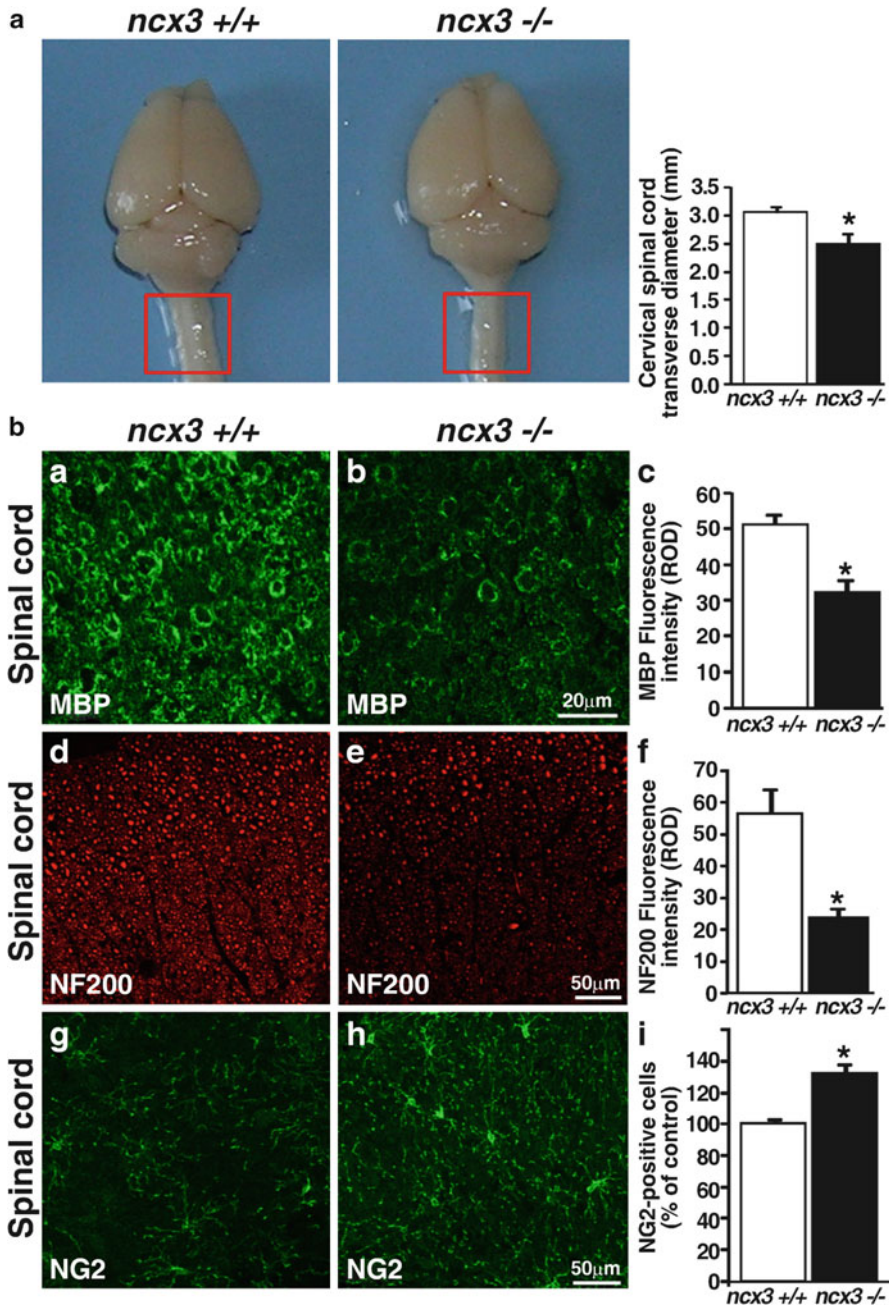 a
ncx3 +/+
ncx3 -/-
Cervical spinal cord
transverse diameter (mm)
3.5
3.0
2.5
2.0
1.5
1.0
0.5
0.0
*
ncx3 +/+ ncx3 -/-
b
ncx3 +/+
ncx3 -/-
Spinal cord
a
MBP
b
20μm
c
MBP Fluorescence
intensity (ROD)
60
50
40
30
20
10
0
*
ncx3 +/+ ncx3 -/-
Spinal cord
d
NF200
e
50μm
f
NF200 Fluorescence
intensity (ROD)
70
60
50
40
30
20
10
0
*
ncx3 +/+ ncx3 -/-
Spinal cord
g
NG2
h
NG2
50μm
i
NG2-positive cells
(% of control)
140
120
100
80
60
40
20
0
*
ncx3 +/+ ncx3 -/-